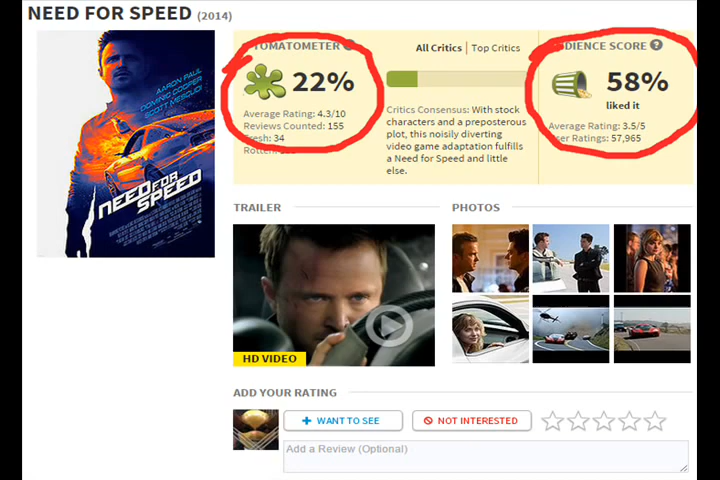 NEED FOR SPEED (2014)
AARON PAUL
DOMINIC COOPER
SCOTT MESCUDI
NEED FOR SPEED
TOMATOMETER ?
22%
Average Rating: 4.3/10
Reviews Counted: 155
Fresh: 34
All Critics | Top Critics
Critics Consensus: With stock
characters and a preposterous
plot, this noisily diverting
video game adaptation fulfills
a Need for Speed and little
else.
AUDIENCE SCORE ?
58%
liked it
Average Rating: 3.5/5
User Ratings: 57,965
TRAILER
HD VIDEO
PHOTOS
ADD YOUR RATING
+ WANT TO SEE
NOT INTERESTED
Add a Review (Optional)